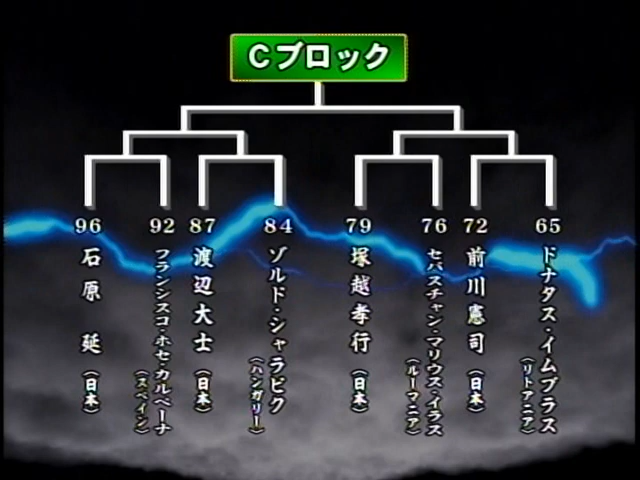 Cブロック
96
石原 延
（日本）
92
フランシスコ・ホセ・カルベーナ
（スペイン）
87
渡辺大士
（日本）
84
ゾルド・シャラビク
（ハンガリー）
79
塚越孝行
（日本）
76
セバスチャン・マリウス・イラス
（ルーマニア）
72
前川憲司
（日本）
65
ドナタス・イムブラス
（リトアニア）